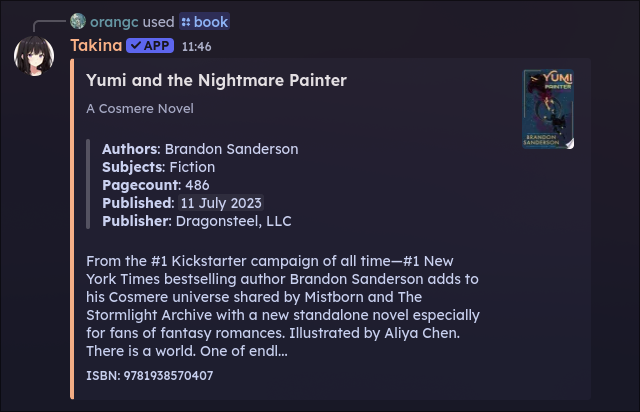 orangc used book
Takina APP 11:46
Yumi and the Nightmare Painter
A Cosmere Novel
YUMI
PAINTER
BRANDON
SANDERSON
Authors: Brandon Sanderson
Subjects: Fiction
Pagecount: 486
Published: 11 July 2023
Publisher: Dragonsteel, LLC
From the #1 Kickstarter campaign of all time—#1 New
York Times bestselling author Brandon Sanderson adds to
his Cosmere universe shared by Mistborn and The
Stormlight Archive with a new standalone novel especially
for fans of fantasy romances. Illustrated by Aliya Chen.
There is a world. One of endl...
ISBN: 9781938570407